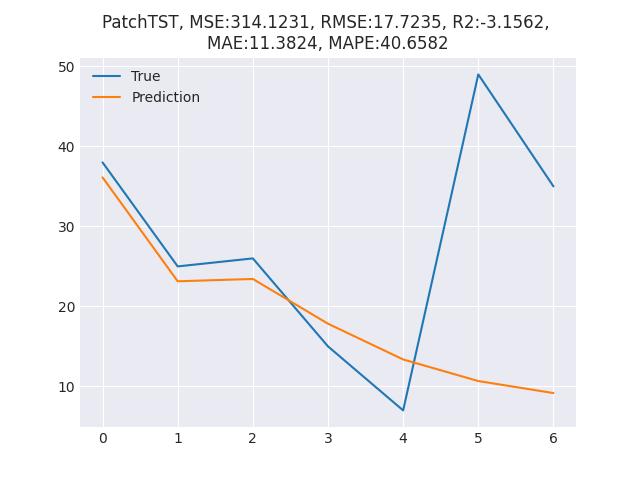 PatchTST, MSE:314.1231, RMSE:17.7235, R2:-3.1562,
MAE:11.3824, MAPE:40.6582
50
True
Prediction
40
30
20
10
0 1 2 3 4 5 6